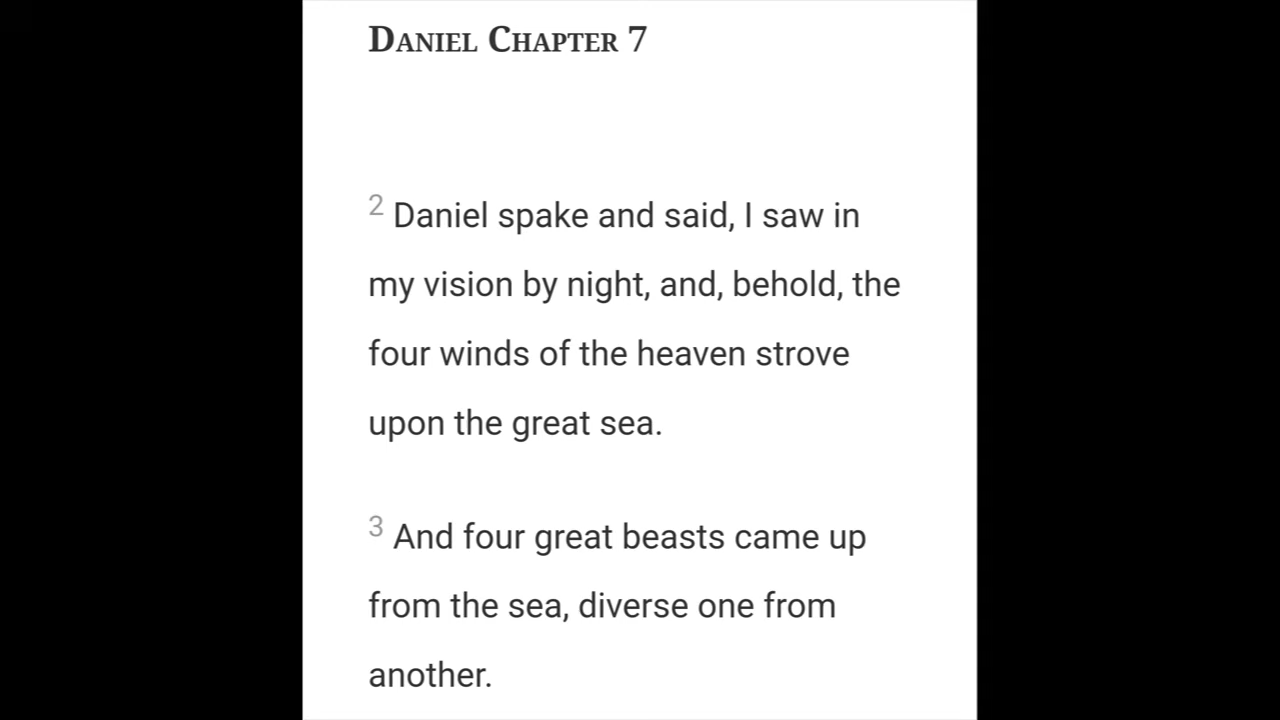 Daniel Chapter 7
2 Daniel spake and said, I saw in
my vision by night, and, behold, the
four winds of the heaven strove
upon the great sea.
3 And four great beasts came up
from the sea, diverse one from
another.